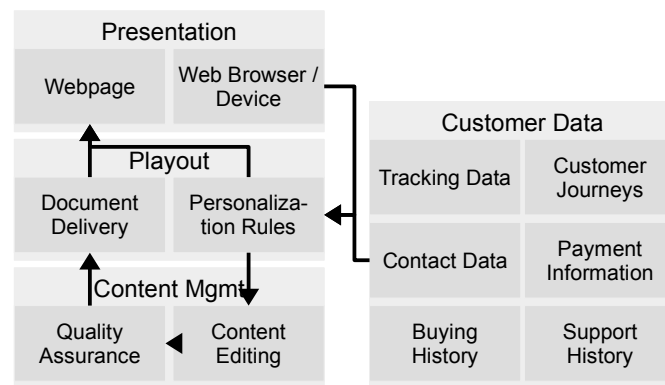 Presentation
Webpage
Web Browser /
Device
Playout
Document
Delivery
Personaliza-
tion Rules
Content Mgmt
Quality
Assurance
Content
Editing
Customer Data
Tracking Data
Customer
Journeys
Contact Data
Payment
Information
Buying
History
Support
History